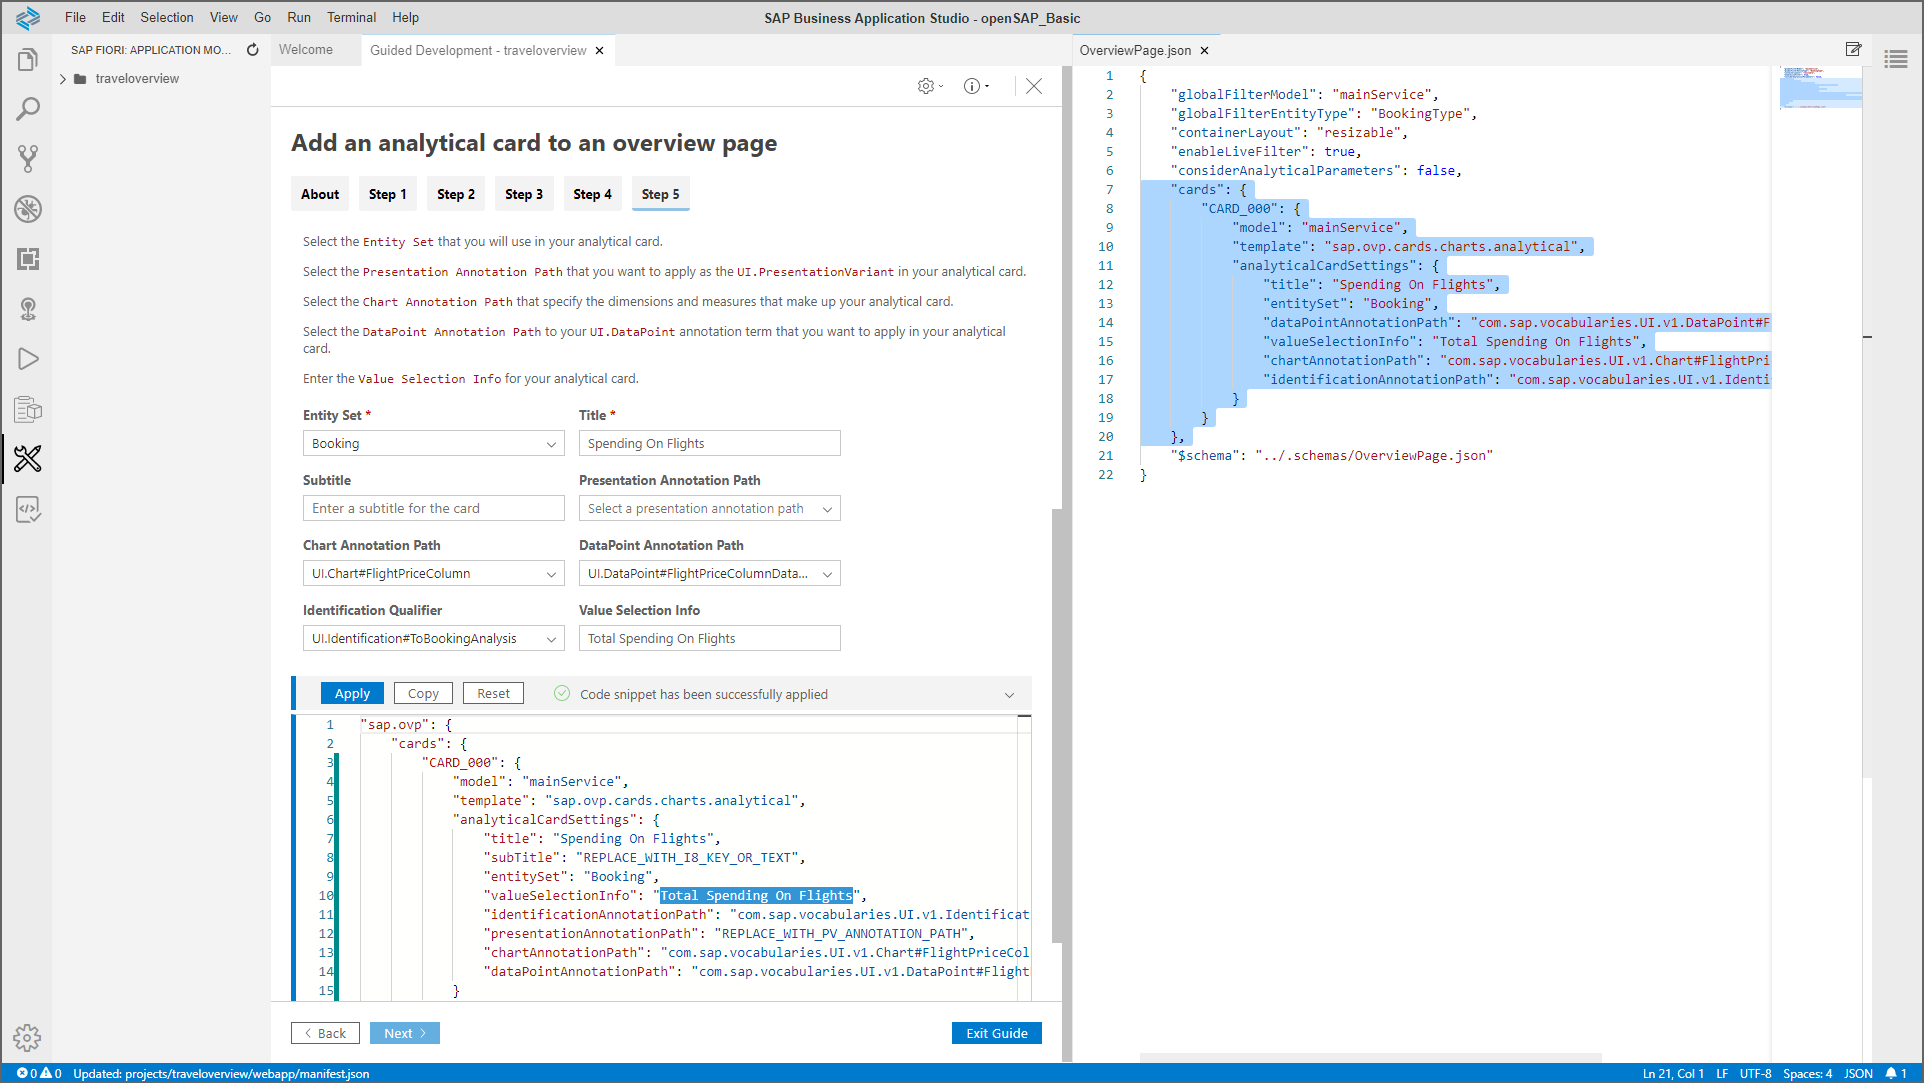 File Edit Selection View Go Run Terminal Help
SAP Business Application Studio - openSAP_Basic
SAP FIORI: APPLICATION MO...
traveloverview
Welcome
Guided Development - traveloverview
Add an analytical card to an overview page
About Step 1 Step 2 Step 3 Step 4 Step 5
Select the Entity Set that you will use in your analytical card.
Select the Presentation Annotation Path that you want to apply as the UI.PresentationVariant in your analytical card.
Select the Chart Annotation Path that specify the dimensions and measures that make up your analytical card.
Select the DataPoint Annotation Path to your UI.DataPoint annotation term that you want to apply in your analytical
card.
Enter the Value Selection Info for your analytical card.
Entity Set * Title *
Booking Spending On Flights
Subtitle Presentation Annotation Path
Enter a subtitle for the card Select a presentation annotation path
Chart Annotation Path DataPoint Annotation Path
UI.Chart#FlightPriceColumn UI.DataPoint#FlightPriceColumnData...
Identification Qualifier Value Selection Info
UI.Identification#ToBookingAnalysis Total Spending On Flights
Apply Copy Reset Code snippet has been successfully applied
1 "sap.ovp": {
2 "cards": {
3 "CARD_000": {
4 "model": "mainService",
5 "template": "sap.ovp.cards.charts.analytical",
6 "analyticalCardSettings": {
7 "title": "Spending On Flights",
8 "subTitle": "REPLACE_WITH_I8_KEY_OR_TEXT",
9 "entitySet": "Booking",
10 "valueSelectionInfo": "Total Spending On Flights",
11 "identificationAnnotationPath": "com.sap.vocabularies.UI.v1.Identificat
12 "presentationAnnotationPath": "REPLACE_WITH_PV_ANNOTATION_PATH",
13 "chartAnnotationPath": "com.sap.vocabularies.UI.v1.Chart#FlightPriceCol
14 "dataPointAnnotationPath": "com.sap.vocabularies.UI.v1.DataPoint#Flight
15 }
Back Next Exit Guide
OverviewPage.json
1 {
2 "globalFilterModel": "mainService",
3 "globalFilterEntityType": "BookingType",
4 "containerLayout": "resizable",
5 "enableLiveFilter": true,
6 "considerAnalyticalParameters": false,
7 "cards": {
8 "CARD_000": {
9 "model": "mainService",
10 "template": "sap.ovp.cards.charts.analytical",
11 "analyticalCardSettings": {
12 "title": "Spending On Flights",
13 "entitySet": "Booking",
14 "dataPointAnnotationPath": "com.sap.vocabularies.UI.v1.DataPoint#F
15 "valueSelectionInfo": "Total Spending On Flights",
16 "chartAnnotationPath": "com.sap.vocabularies.UI.v1.Chart#FlightPri
17 "identificationAnnotationPath": "com.sap.vocabularies.UI.v1.Identi
18 }
19 }
20 },
21 "$schema": "../.schemas/OverviewPage.json"
22 }
0 0 Updated: projects/traveloverview/webapp/manifest.json
Ln 21, Col 1 LF UTF-8 Spaces: 4 JSON 1